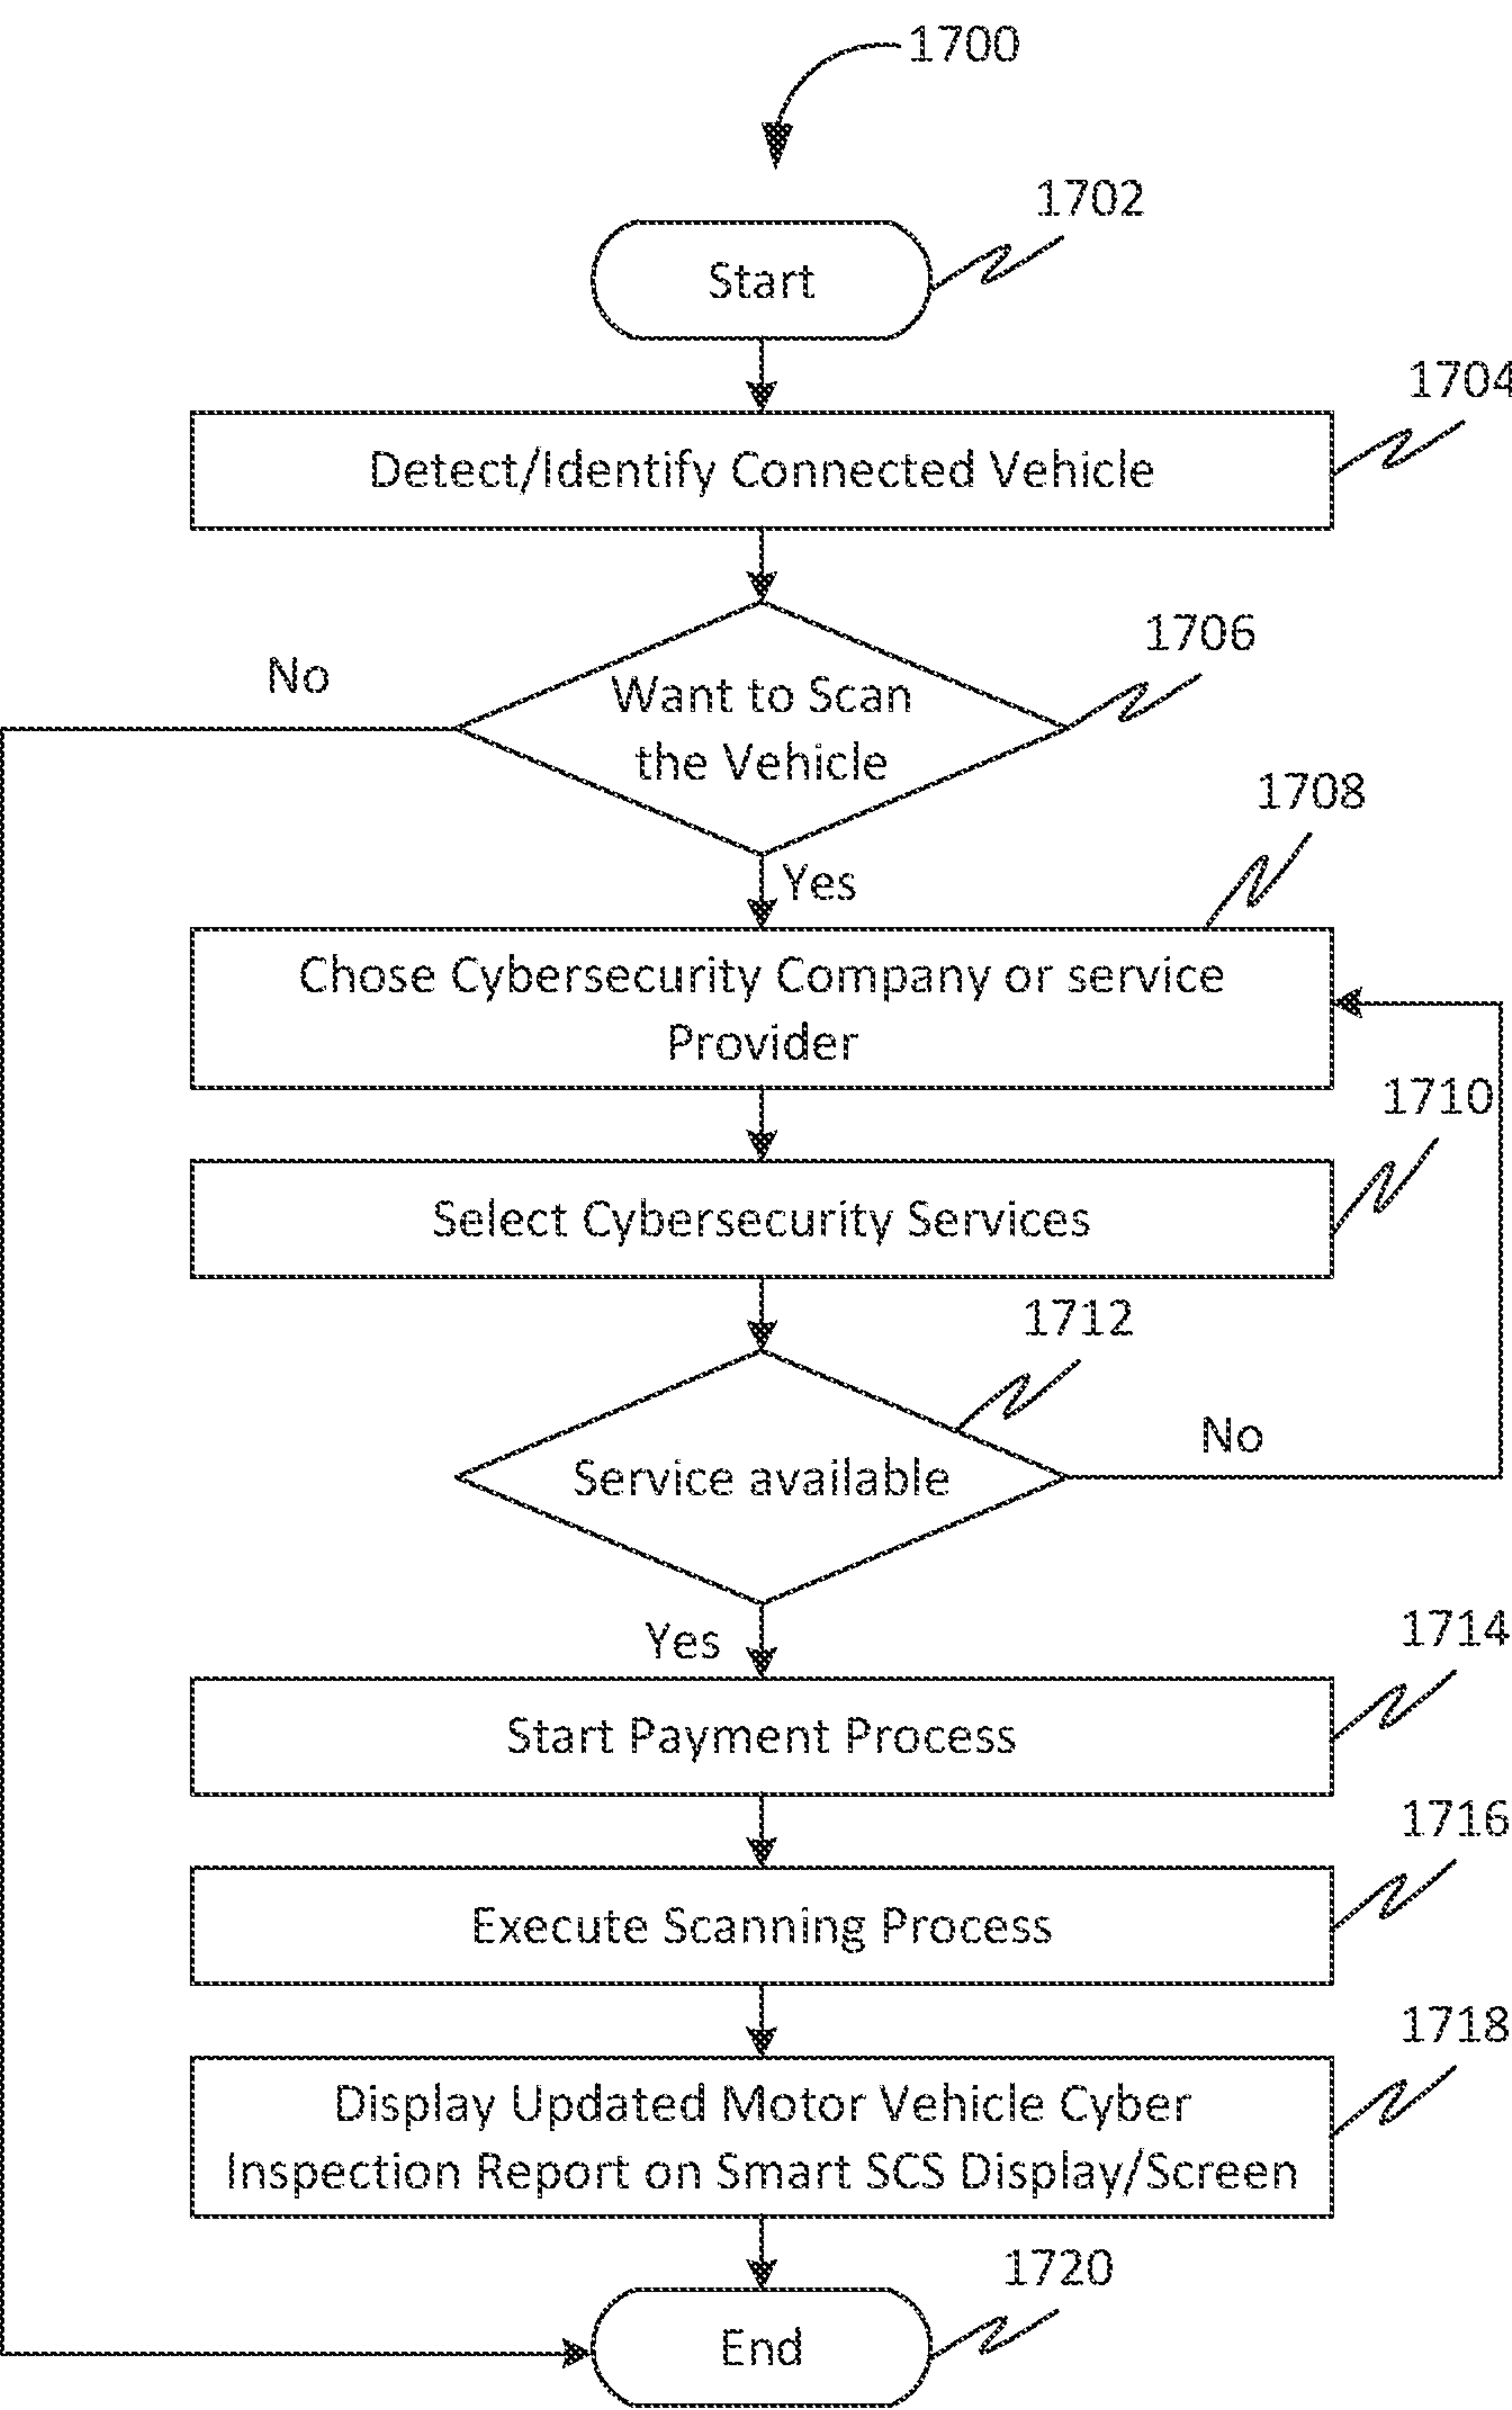 1700
1702
Start
1704
Detect/Identify Connected Vehicle
1706
No
Want to Scan
the Vehicle
1708
Yes
Chose Cybersecurity Company or service
Provider
1710
Select Cybersecurity Services
1712
No
Service available
Yes
1714
Start Payment Process
1716
Execute Scanning Process
1718
Display Updated Motor Vehicle Cyber
Inspection Report on Smart SCS Display/Screen
1720
End